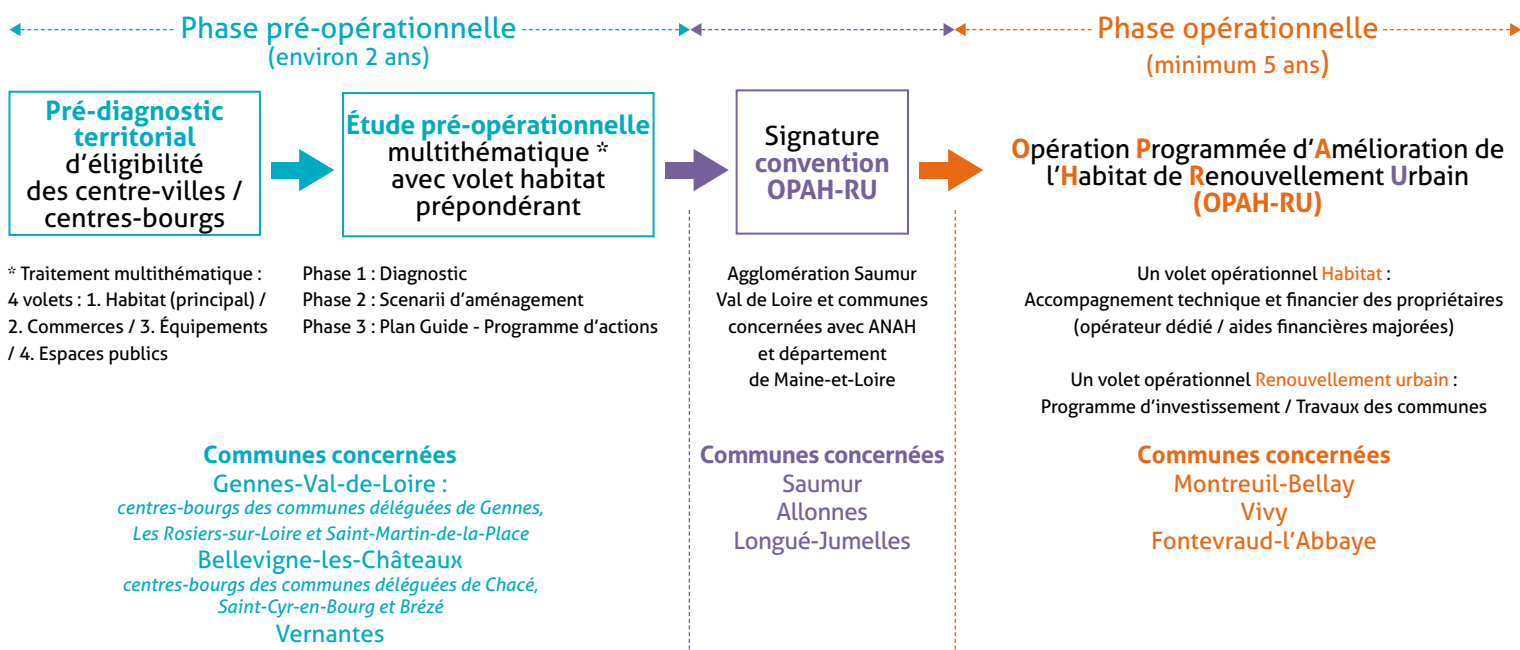 Phase pré-opérationnelle
(environ 2 ans)
Phase opérationnelle
(minimum 5 ans)
Pré-diagnostic
territorial
d'éligibilité
des centre-villes /
centres-bourgs
Étude pré-opérationnelle
multithématique *
avec volet habitat
prépondérant
Signature
convention
OPAH-RU
Opération Programmée d'Amélioration de
l'Habitat de Renouvellement Urbain
(OPAH-RU)
* Traitement multithématique :
4 volets : 1. Habitat (principal) /
2. Commerces / 3. Équipements
/ 4. Espaces publics
Phase 1 : Diagnostic
Phase 2 : Scenarii d'aménagement
Phase 3 : Plan Guide - Programme d'actions
Agglomération Saumur
Val de Loire et communes
concernées avec ANAH
et département
de Maine-et-Loire
Un volet opérationnel Habitat :
Accompagnement technique et financier des propriétaires
(opérateur dédié / aides financières majorées)
Un volet opérationnel Renouvellement urbain :
Programme d'investissement / Travaux des communes
Communes concernées
Gennes-Val-de-Loire :
centres-bourgs des communes déléguées de Gennes,
Les Rosiers-sur-Loire et Saint-Martin-de-la-Place
Bellevigne-les-Châteaux
centres-bourgs des communes déléguées de Chacé,
Saint-Cyr-en-Bourg et Brézé
Vernantes
Communes concernées
Saumur
Allonnes
Longué-Jumelles
Communes concernées
Montreuil-Bellay
Vivy
Fontevraud-l'Abbaye